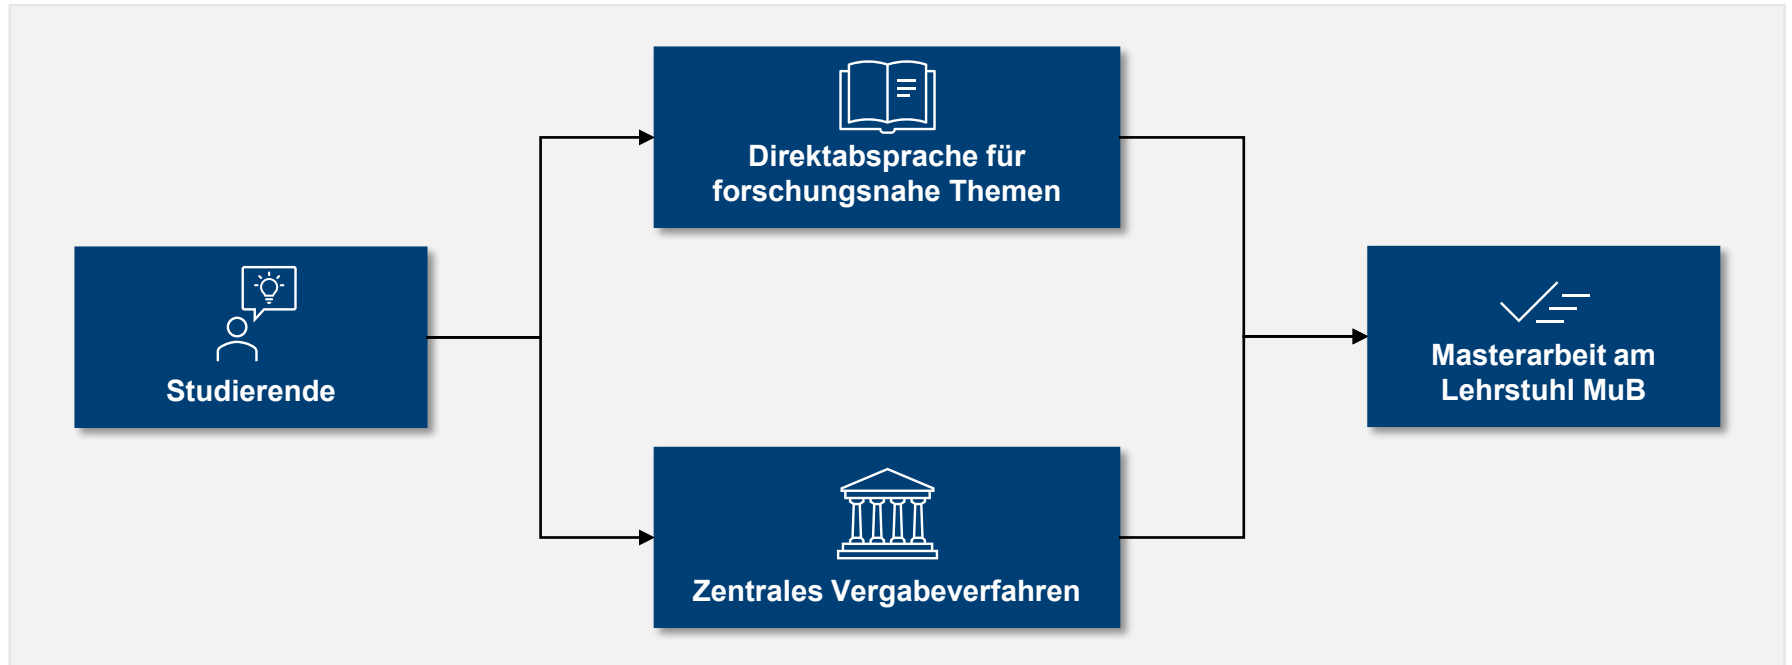 Direktabsprache für
forschungsnahe Themen
Studierende
Masterarbeit am
Lehrstuhl MuB
Zentrales Vergabeverfahren